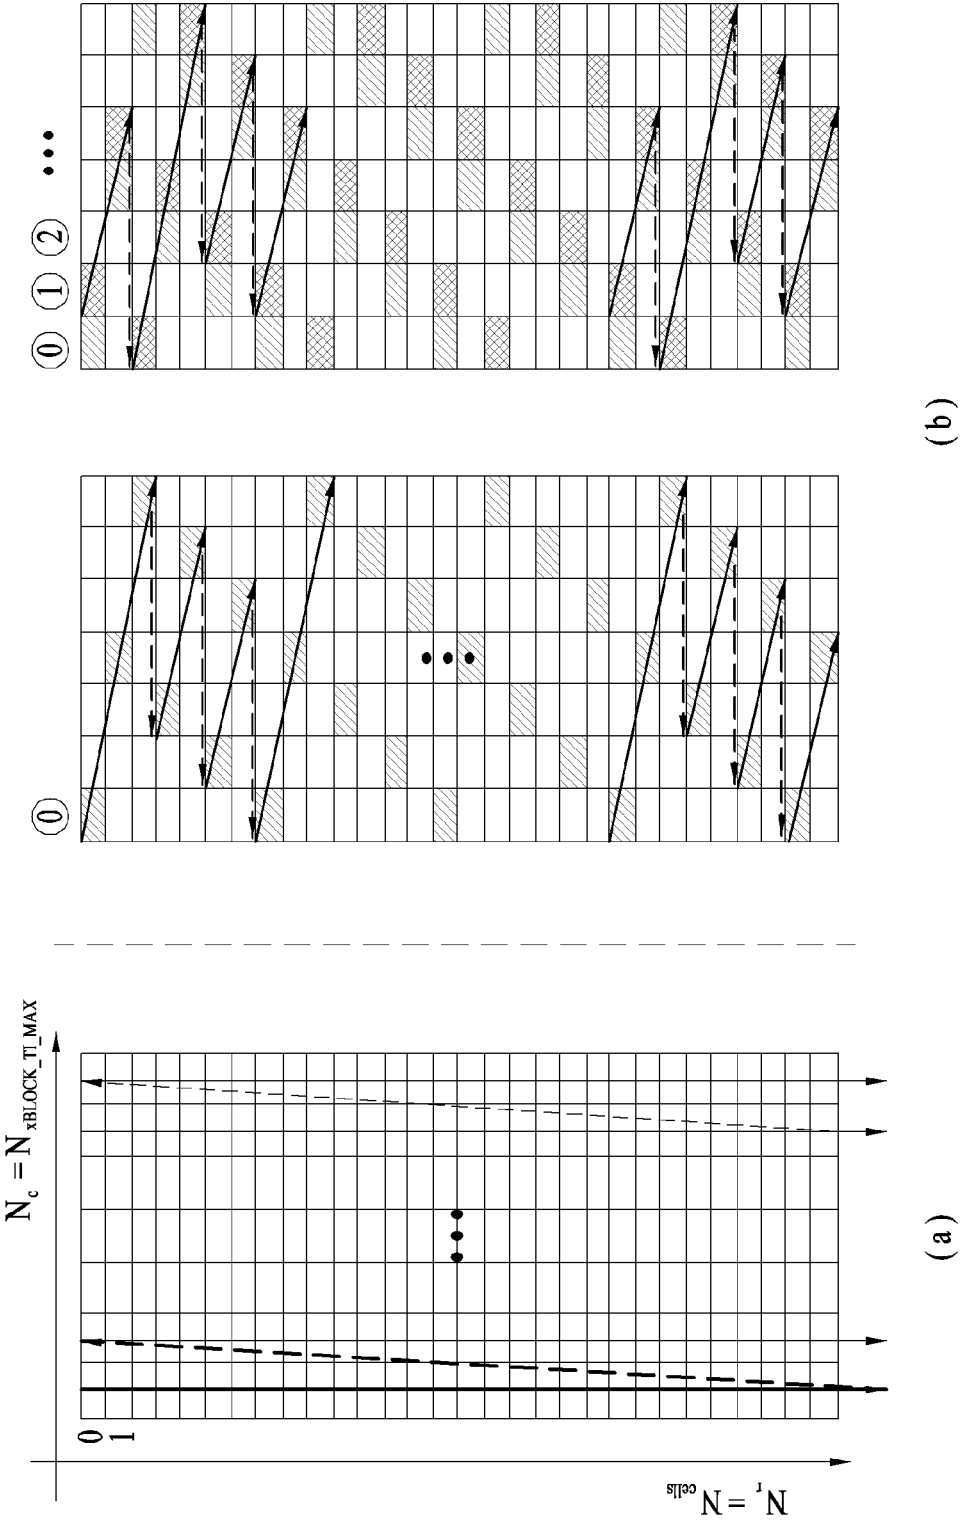 N_c = N_xBLOCK_TI_MAX
0
1
N_r = N_cells
(a)
0
0 1 2 •••
(b)